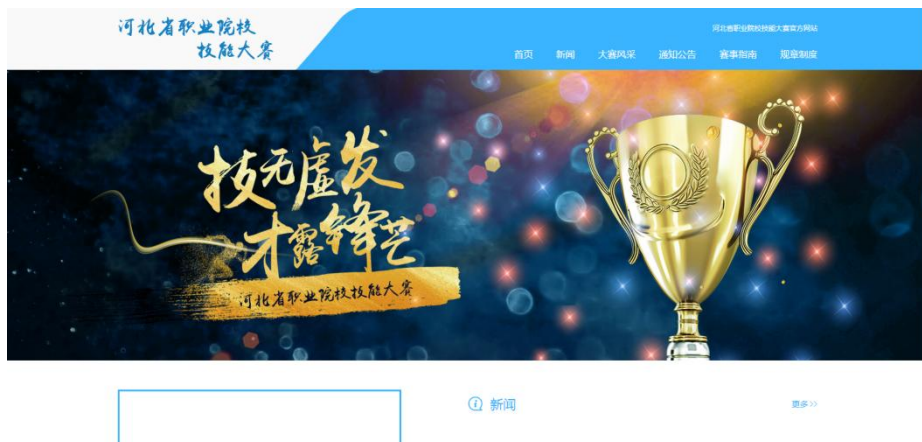 河北省职业院校
技能大赛
河北省职业院校技能大赛官方网站
首页 新闻 大赛风采 通知公告 赛事指南 规章制度
技无虚发
才露锋芒
河北省职业院校技能大赛
新闻
更多>>